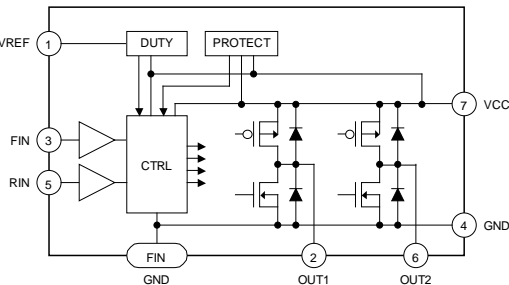 VREF 1 DUTY PROTECT
7 VCC
FIN 3
CTRL
RIN 5
4 GND
FIN 2 6
GND OUT1 OUT2